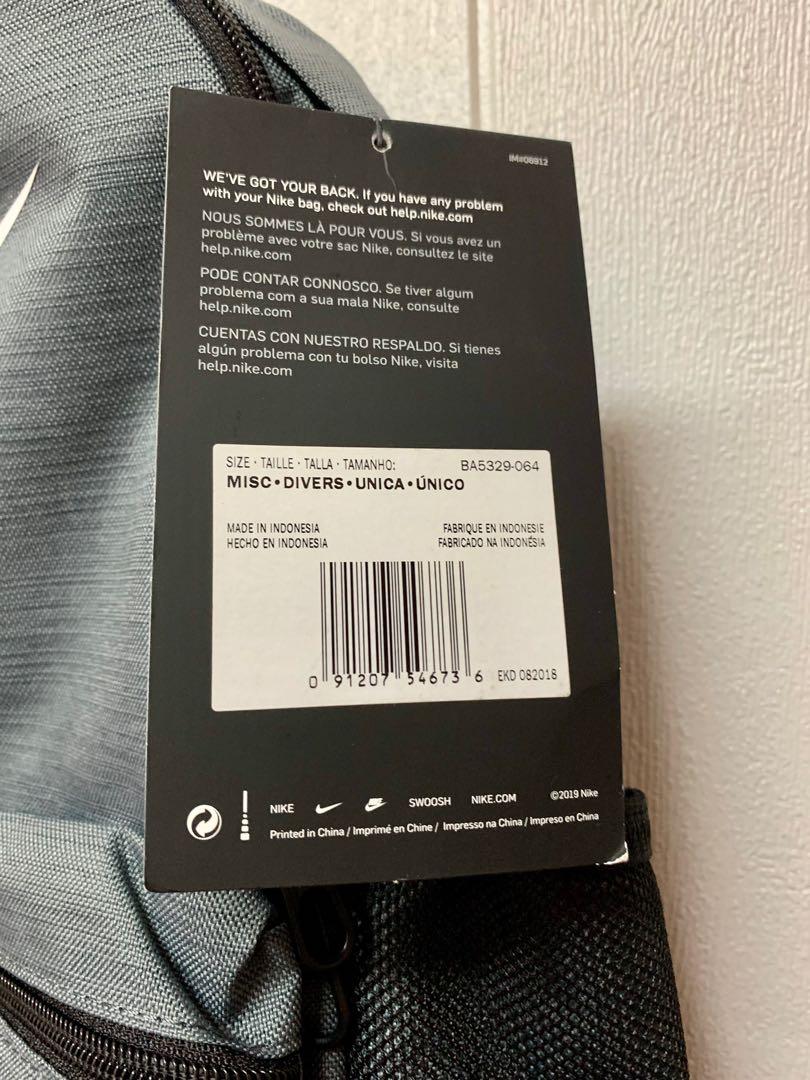 IM#06912
WE'VE GOT YOUR BACK. If you have any problem
with your Nike bag, check out help.nike.com
NOUS SOMMES LÀ POUR VOUS. Si vous avez un
problème avec votre sac Nike, consultez le site
help.nike.com
PODE CONTAR CONNOSCO. Se tiver algum
problema com a sua mala Nike, consulte
help.nike.com
CUENTAS CON NUESTRO RESPALDO. Si tienes
algún problema con tu bolso Nike, visita
help.nike.com
SIZE · TAILLE · TALLA · TAMANHO: BA5329-064
MISC•DIVERS•UNICA•ÚNICO
MADE IN INDONESIA FABRIQUE EN INDONESIE
HECHO EN INDONESIA FABRICADO NA INDONÉSIA
0 91207 54673 6 EKD 082018
NIKE SWOOSH NIKE.COM ©2019 Nike
Printed in China / Imprimé en Chine / Impresso na China / Impreso en China